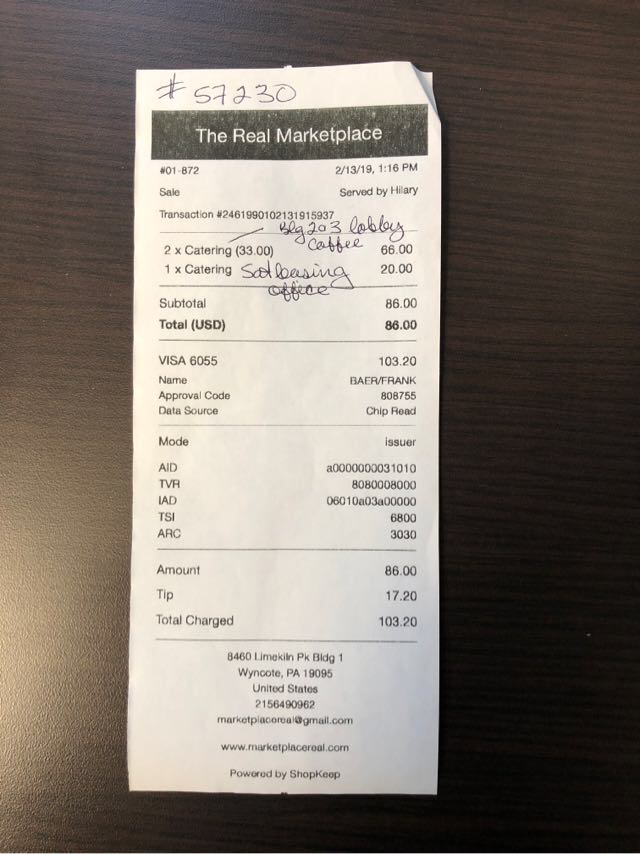 # 57230
The Real Marketplace
#01-872 2/13/19, 1:16 PM
Sale Served by Hilary
Transaction #2461990102131915937
Blg 203 lobby
coffee
2 x Catering (33.00) 66.00
1 x Catering Sat leasing 20.00
office
Subtotal 86.00
Total (USD) 86.00
VISA 6055 103.20
Name BAER/FRANK
Approval Code 808755
Data Source Chip Read
Mode Issuer
AID a0000000031010
TVR 8080008000
IAD 06010a03a00000
TSI 6800
ARC 3030
Amount 86.00
Tip 17.20
Total Charged 103.20
8460 Limekiln Pk Bldg 1
Wyncote, PA 19095
United States
2156490962
marketplacereal@gmail.com
www.marketplacereal.com
Powered by ShopKeep